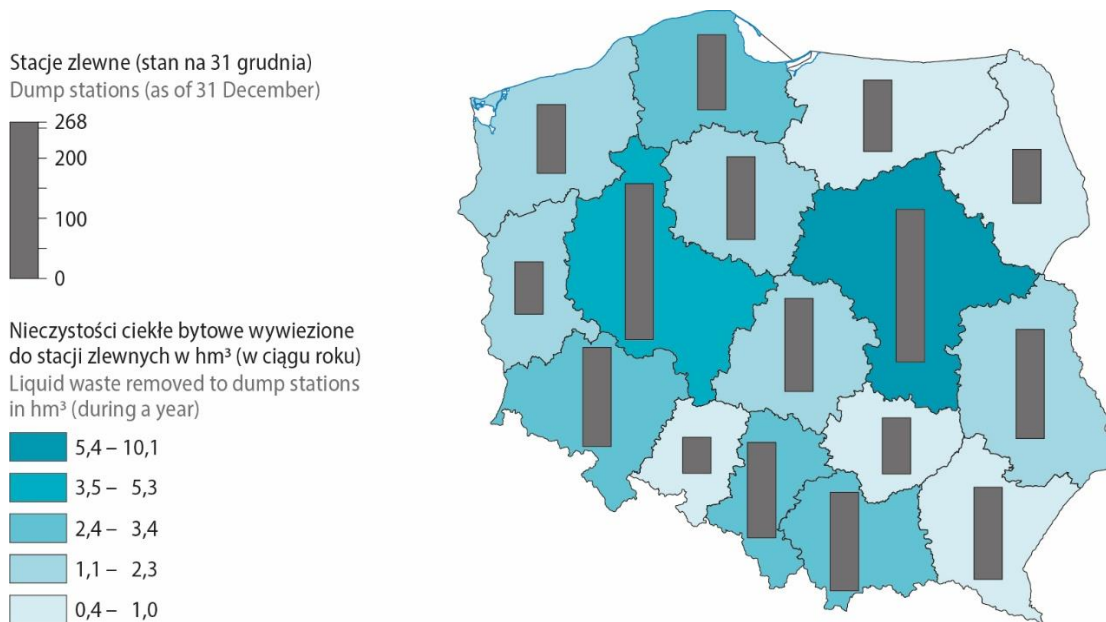 Stacje zlewne (stan na 31 grudnia)
Dump stations (as of 31 December)
268
200
100
0
Nieczystości ciekłe bytowe wywiezione
do stacji zlewnych w hm³ (w ciągu roku)
Liquid waste removed to dump stations
in hm³ (during a year)
5,4 – 10,1
3,5 – 5,3
2,4 – 3,4
1,1 – 2,3
0,4 – 1,0